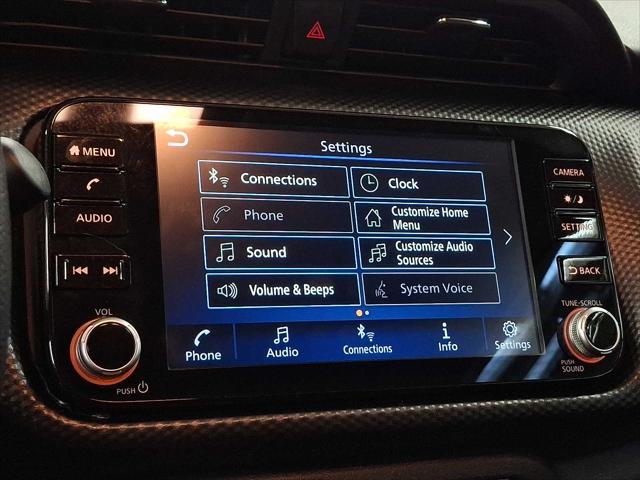 MENU
AUDIO
VOL
PUSH
Settings
Connections
Clock
Phone
Customize Home
Menu
Sound
Customize Audio
Sources
Volume & Beeps
System Voice
Phone
Audio
Connections
Info
Settings
CAMERA
SETTING
BACK
TUNE-SCROLL
PUSH
SOUND